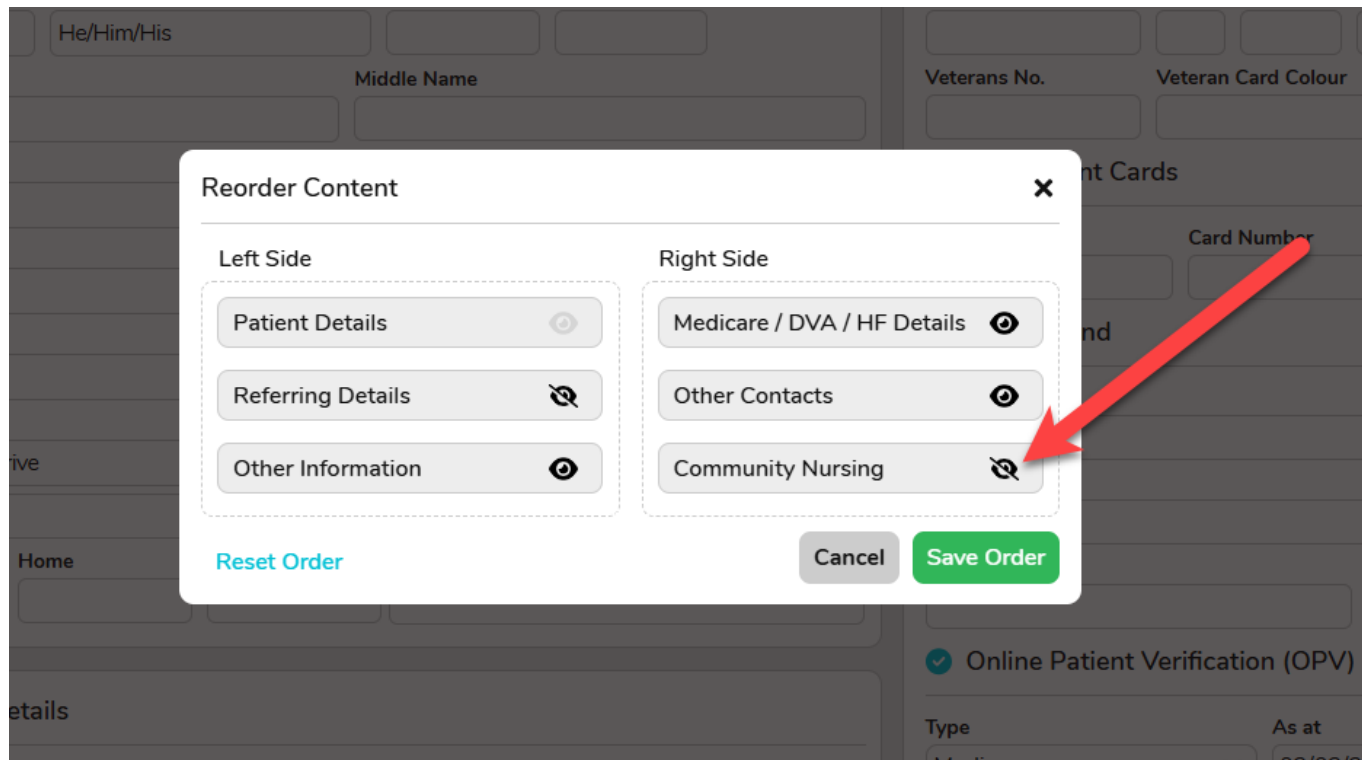 He/Him/His
Middle Name
Veterans No.
Veteran Card Colour
nt Cards
Card Number
nd
Reorder Content
Left Side
Right Side
Patient Details
Medicare / DVA / HF Details
Referring Details
Other Contacts
Other Information
Community Nursing
rive
Reset Order
Cancel
Save Order
Home
Online Patient Verification (OPV)
etails
Type
As at